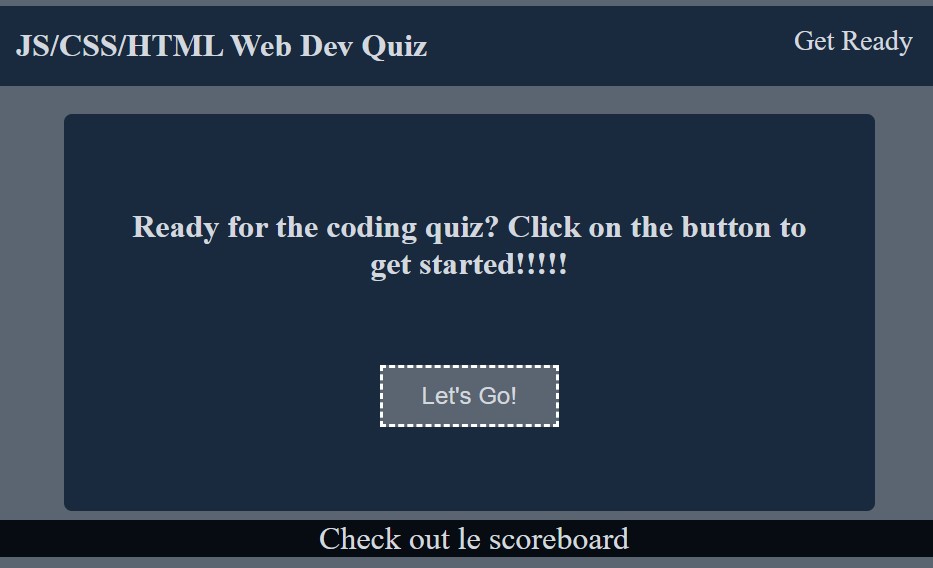 JS/CSS/HTML Web Dev Quiz
Get Ready
Ready for the coding quiz? Click on the button to
get started!!!!!
Let's Go!
Check out le scoreboard